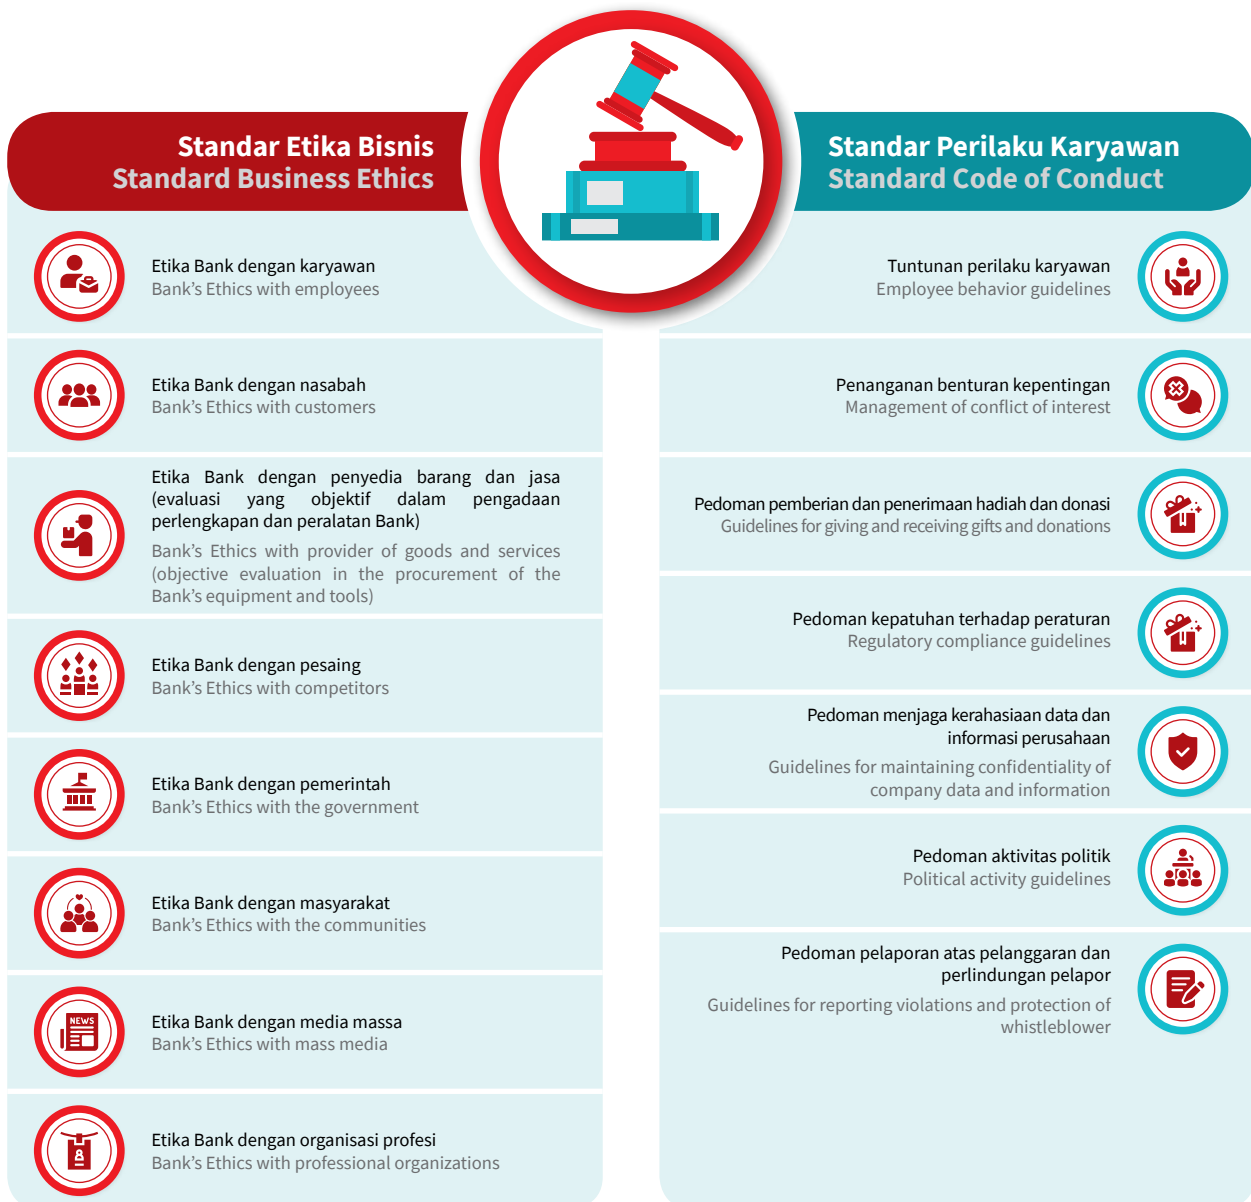 Standar Etika Bisnis
Standard Business Ethics
Etika Bank dengan karyawan
Bank's Ethics with employees
Etika Bank dengan nasabah
Bank's Ethics with customers
Etika Bank dengan penyedia barang dan jasa
(evaluasi yang objektif dalam pengadaan
perlengkapan dan peralatan Bank)
Bank's Ethics with provider of goods and services
(objective evaluation in the procurement of the
Bank's equipment and tools)
Etika Bank dengan pesaing
Bank's Ethics with competitors
Etika Bank dengan pemerintah
Bank's Ethics with the government
Etika Bank dengan masyarakat
Bank's Ethics with the communities
NEWS
Etika Bank dengan media massa
Bank's Ethics with mass media
Etika Bank dengan organisasi profesi
Bank's Ethics with professional organizations
Standar Perilaku Karyawan
Standard Code of Conduct
Tuntunan perilaku karyawan
Employee behavior guidelines
Penanganan benturan kepentingan
Management of conflict of interest
Pedoman pemberian dan penerimaan hadiah dan donasi
Guidelines for giving and receiving gifts and donations
Pedoman kepatuhan terhadap peraturan
Regulatory compliance guidelines
Pedoman menjaga kerahasiaan data dan
informasi perusahaan
Guidelines for maintaining confidentiality of
company data and information
Pedoman aktivitas politik
Political activity guidelines
Pedoman pelaporan atas pelanggaran dan
perlindungan pelapor
Guidelines for reporting violations and protection of
whistleblower